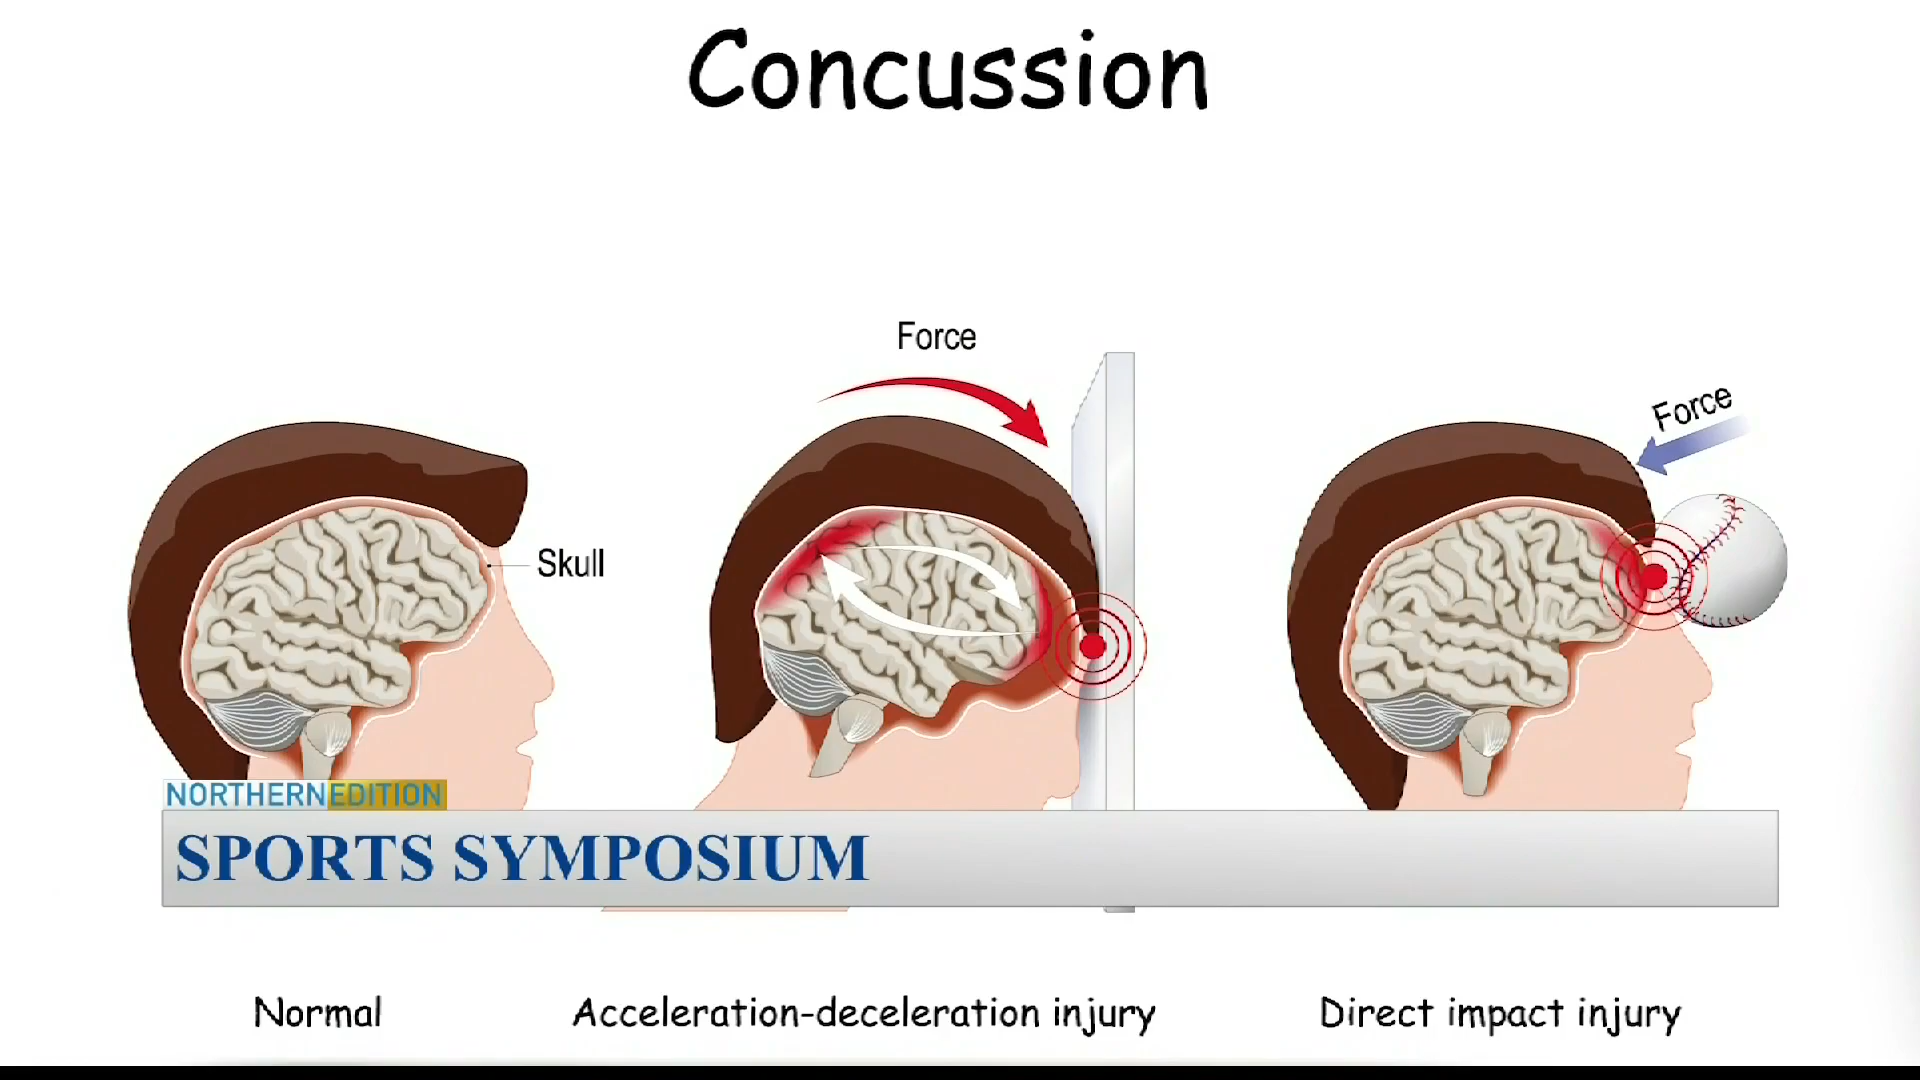 Concussion
Force
Force
Skull
NORTHERNEDITION
SPORTS SYMPOSIUM
Normal
Acceleration-deceleration injury
Direct impact injury